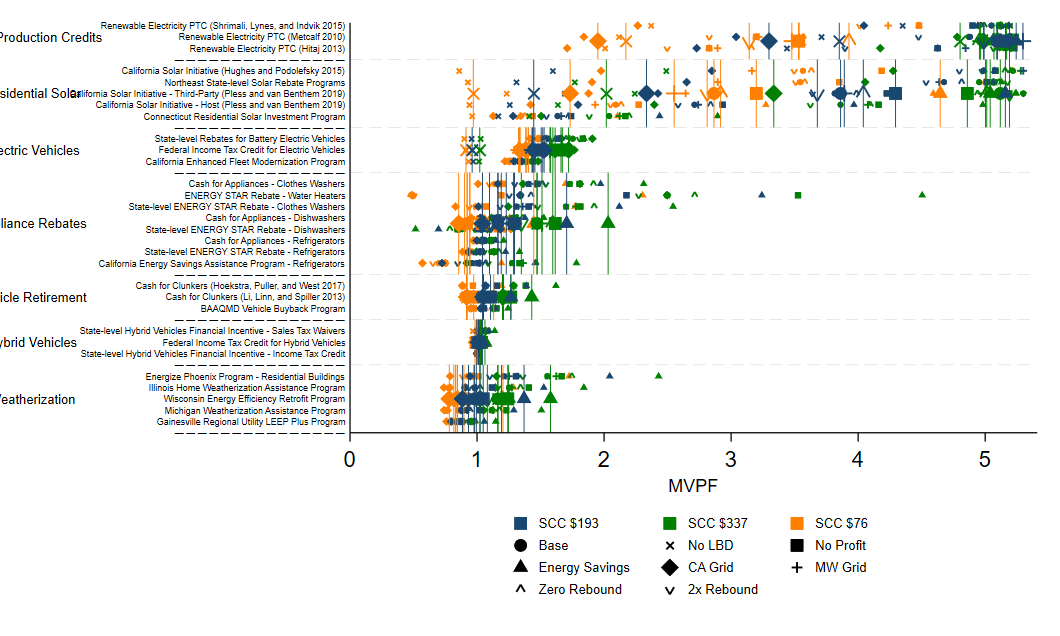 Renewable Electricity PTC (Shrimali, Lynes, and Indvik 2015)
Production Credits
Renewable Electricity PTC (Metcalf 2010)
Renewable Electricity PTC (Hitaj 2013)
California Solar Initiative (Hughes and Podolefsky 2015)
Northeast State-level Solar Rebate Programs
sidential Solar
California Solar Initiative - Third-Party (Pless and van Benthem 2019)
California Solar Initiative - Host (Pless and van Benthem 2019)
Connecticut Residential Solar Investment Program
State-level Rebates for Battery Electric Vehicles
ectric Vehicles
Federal Income Tax Credit for Electric Vehicles
California Enhanced Fleet Modernization Program
Cash for Appliances - Clothes Washers
ENERGY STAR Rebate - Water Heaters
State-level ENERGY STAR Rebate - Clothes Washers
Cash for Appliances - Dishwashers
liance Rebates
State-level ENERGY STAR Rebate - Dishwashers
Cash for Appliances - Refrigerators
State-level ENERGY STAR Rebate - Refrigerators
California Energy Savings Assistance Program - Refrigerators
Cash for Clunkers (Hoekstra, Puller, and West 2017)
icle Retirement
Cash for Clunkers (Li, Linn, and Spiller 2013)
BAAQMD Vehicle Buyback Program
State-level Hybrid Vehicles Financial Incentive - Sales Tax Waivers
ybrid Vehicles
Federal Income Tax Credit for Hybrid Vehicles
State-level Hybrid Vehicles Financial Incentive - Income Tax Credit
Energize Phoenix Program - Residential Buildings
Illinois Home Weatherization Assistance Program
eatherization
Wisconsin Energy Efficiency Retrofit Program
Michigan Weatherization Assistance Program
Gainesville Regional Utility LEEP Plus Program
0 1 2 3 4 5
MVPF
SCC $193 SCC $337 SCC $76
Base No LBD No Profit
Energy Savings CA Grid MW Grid
Zero Rebound 2x Rebound